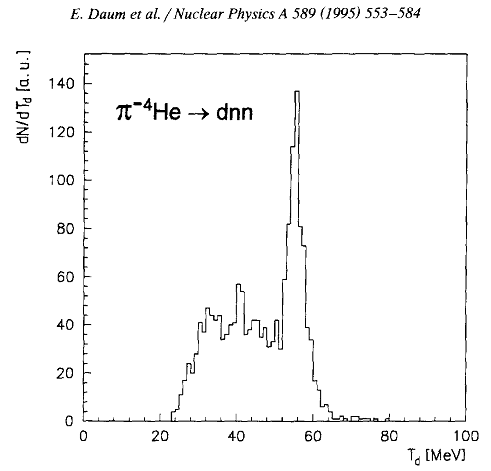 E. Daum et al. / Nuclear Physics A 589 (1995) 553–584
dN/dT_d [a. u.]
π⁻⁴He → dnn
140
120
100
80
60
40
20
0
0 20 40 60 80 100
T_d [MeV]